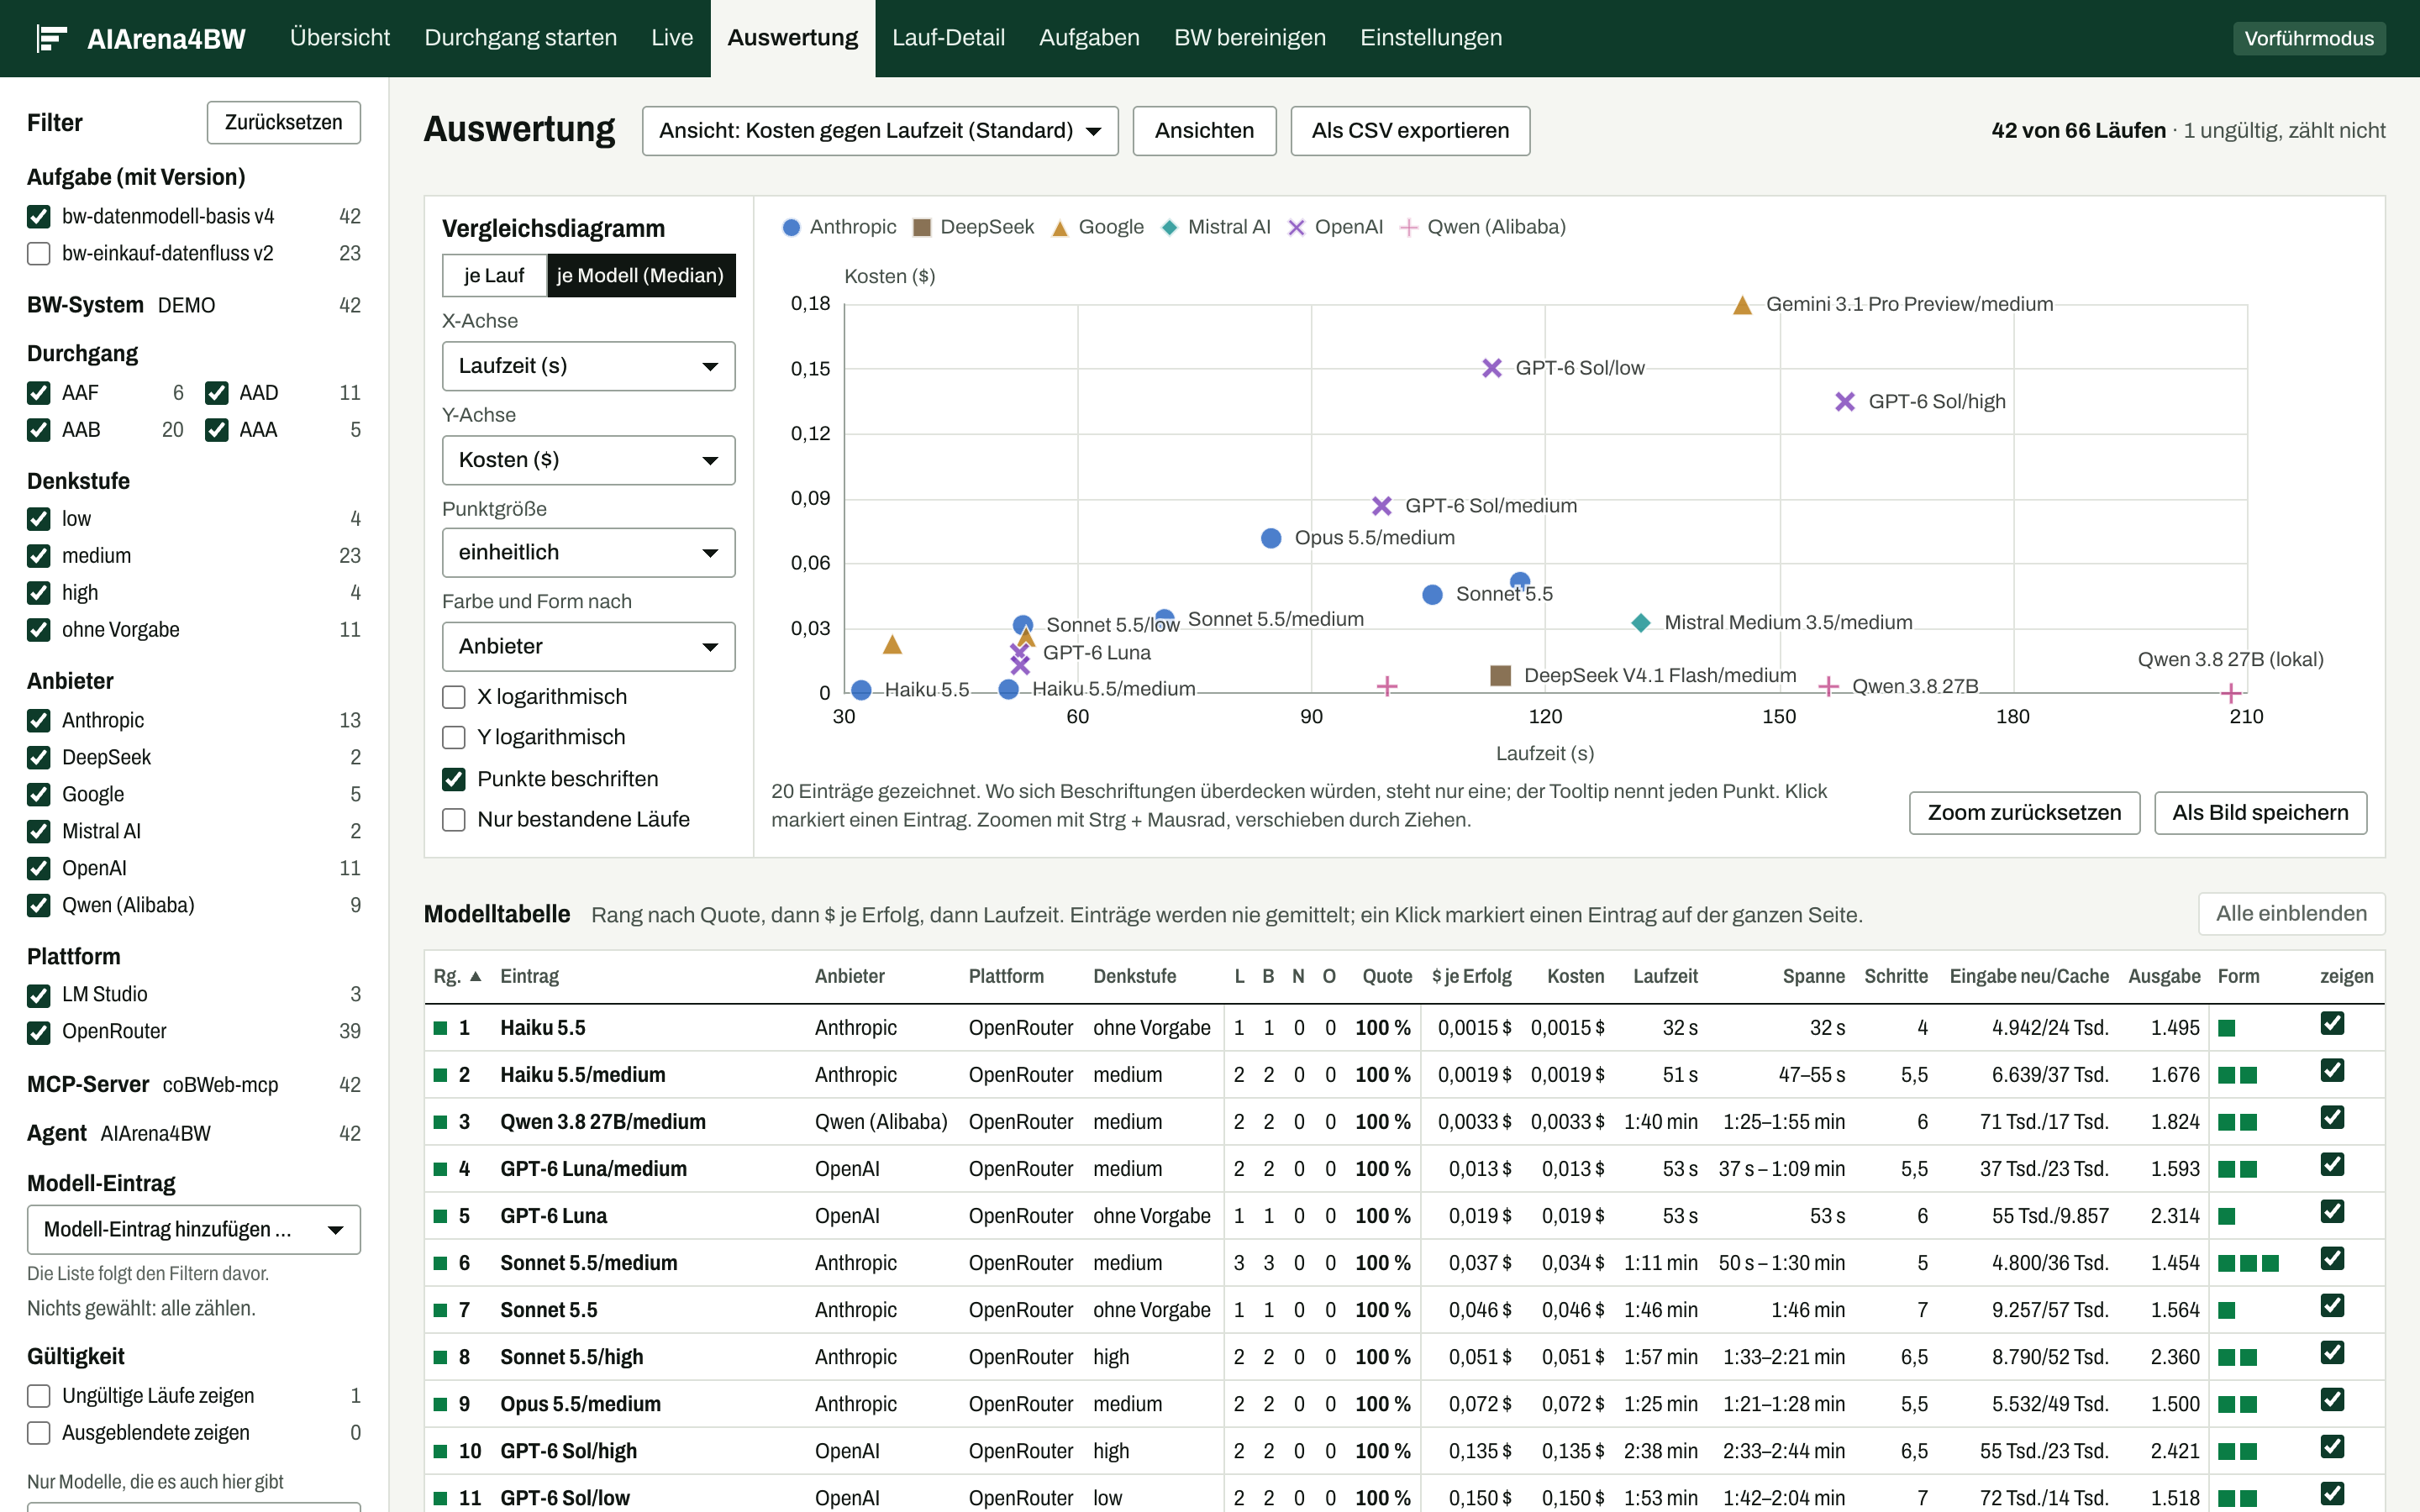 AIArena4BW Übersicht Durchgang starten Live Auswertung Lauf-Detail Aufgaben BW bereinigen Einstellungen Vorführmodus
Filter Zurücksetzen
Aufgabe (mit Version)
bw-datenmodell-basis v4 42
bw-einkauf-datenfluss v2 23
BW-System DEMO 42
Durchgang
AAF 6 AAD 11
AAB 20 AAA 5
Denkstufe
low 4
medium 23
high 4
ohne Vorgabe 11
Anbieter
Anthropic 13
DeepSeek 2
Google 5
Mistral AI 2
OpenAI 11
Qwen (Alibaba) 9
Plattform
LM Studio 3
OpenRouter 39
MCP-Server coBWeb-mcp 42
Agent AIArena4BW 42
Modell-Eintrag
Modell-Eintrag hinzufügen ...
Die Liste folgt den Filtern davor.
Nichts gewählt: alle zählen.
Gültigkeit
Ungültige Läufe zeigen 1
Ausgeblendete zeigen 0
Nur Modelle, die es auch hier gibt
Auswertung Ansicht: Kosten gegen Laufzeit (Standard) Ansichten Als CSV exportieren 42 von 66 Läufen · 1 ungültig, zählt nicht
Vergleichsdiagramm
je Lauf je Modell (Median)
X-Achse
Laufzeit (s)
Y-Achse
Kosten ($)
Punktgröße
einheitlich
Farbe und Form nach
Anbieter
X logarithmisch
Y logarithmisch
Punkte beschriften
Nur bestandene Läufe
Anthropic DeepSeek Google Mistral AI OpenAI Qwen (Alibaba)
Kosten ($)
0,18
0,15
0,12
0,09
0,06
0,03
0
Gemini 3.1 Pro Preview/medium
GPT-6 Sol/low
GPT-6 Sol/high
GPT-6 Sol/medium
Opus 5.5/medium
Sonnet 5.5
Sonnet 5.5/medium
Mistral Medium 3.5/medium
Sonnet 5.5/low
GPT-6 Luna
Qwen 3.8 27B (lokal)
DeepSeek V4.1 Flash/medium
Qwen 3.8 27B
Haiku 5.5
Haiku 5.5/medium
30 60 90 120 150 180 210
Laufzeit (s)
20 Einträge gezeichnet. Wo sich Beschriftungen überdecken würden, steht nur eine; der Tooltip nennt jeden Punkt. Klick
markiert einen Eintrag. Zoomen mit Strg + Mausrad, verschieben durch Ziehen.
Zoom zurücksetzen Als Bild speichern
Modelltabelle Rang nach Quote, dann $ je Erfolg, dann Laufzeit. Einträge werden nie gemittelt; ein Klick markiert einen Eintrag auf der ganzen Seite. Alle einblenden
Rg. ▲ Eintrag Anbieter Plattform Denkstufe L B N O Quote $ je Erfolg Kosten Laufzeit Spanne Schritte Eingabe neu/Cache Ausgabe Form zeigen
1 Haiku 5.5 Anthropic OpenRouter ohne Vorgabe 1 1 0 0 100 % 0,0015 $ 0,0015 $ 32 s 32 s 4 4.942/24 Tsd. 1.495
2 Haiku 5.5/medium Anthropic OpenRouter medium 2 2 0 0 100 % 0,0019 $ 0,0019 $ 51 s 47–55 s 5,5 6.639/37 Tsd. 1.676
3 Qwen 3.8 27B/medium Qwen (Alibaba) OpenRouter medium 2 2 0 0 100 % 0,0033 $ 0,0033 $ 1:40 min 1:25–1:55 min 6 71 Tsd./17 Tsd. 1.824
4 GPT-6 Luna/medium OpenAI OpenRouter medium 2 2 0 0 100 % 0,013 $ 0,013 $ 53 s 37 s – 1:09 min 5,5 37 Tsd./23 Tsd. 1.593
5 GPT-6 Luna OpenAI OpenRouter ohne Vorgabe 1 1 0 0 100 % 0,019 $ 0,019 $ 53 s 53 s 6 55 Tsd./9.857 2.314
6 Sonnet 5.5/medium Anthropic OpenRouter medium 3 3 0 0 100 % 0,037 $ 0,034 $ 1:11 min 50 s – 1:30 min 5 4.800/36 Tsd. 1.454
7 Sonnet 5.5 Anthropic OpenRouter ohne Vorgabe 1 1 0 0 100 % 0,046 $ 0,046 $ 1:46 min 1:46 min 7 9.257/57 Tsd. 1.564
8 Sonnet 5.5/high Anthropic OpenRouter high 2 2 0 0 100 % 0,051 $ 0,051 $ 1:57 min 1:33–2:21 min 6,5 8.790/52 Tsd. 2.360
9 Opus 5.5/medium Anthropic OpenRouter medium 2 2 0 0 100 % 0,072 $ 0,072 $ 1:25 min 1:21–1:28 min 5,5 5.532/49 Tsd. 1.500
10 GPT-6 Sol/high OpenAI OpenRouter high 2 2 0 0 100 % 0,135 $ 0,135 $ 2:38 min 2:33–2:44 min 6,5 55 Tsd./23 Tsd. 2.421
11 GPT-6 Sol/low OpenAI OpenRouter low 2 2 0 0 100 % 0,150 $ 0,150 $ 1:53 min 1:42–2:04 min 7 72 Tsd./14 Tsd. 1.518